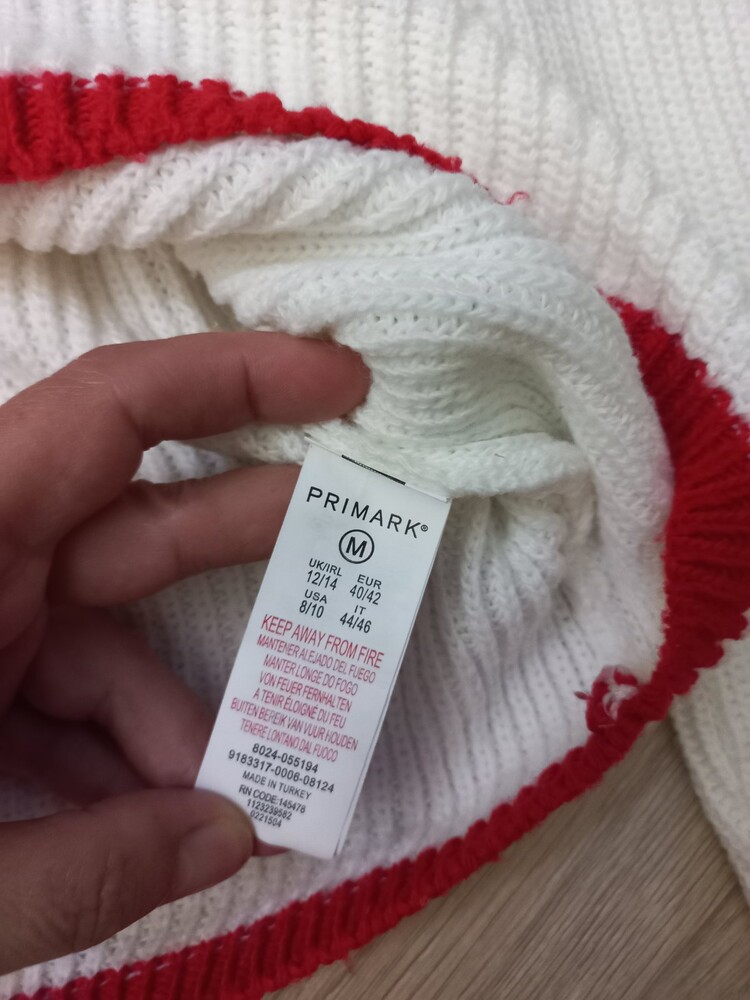 PRIMARK®
M
UK/IRL EUR
12/14 40/42
USA IT
8/10 44/46
KEEP AWAY FROM FIRE
MANTENER ALEJADO DEL FUEGO
MANTER LONGE DO FOGO
VON FEUER FERNHALTEN
A TENIR ÉLOIGNÉ DU FEU
BUITEN BEREIK VAN VUUR HOUDEN
TENERE LONTANO DAL FUOCO
8024-055194
9183317-0006-08124
MADE IN TURKEY
RN CODE:145478
1123239582
0221504